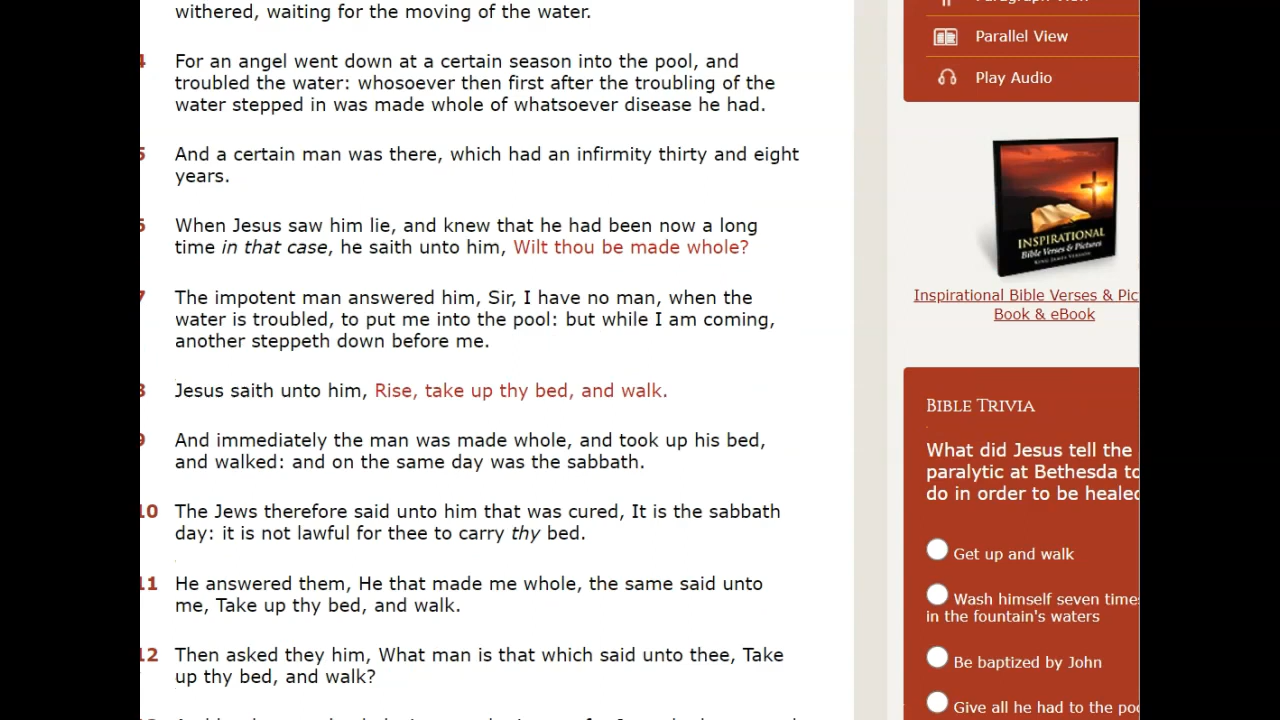 withered, waiting for the moving of the water.
4 For an angel went down at a certain season into the pool, and
troubled the water: whosoever then first after the troubling of the
water stepped in was made whole of whatsoever disease he had.
5 And a certain man was there, which had an infirmity thirty and eight
years.
6 When Jesus saw him lie, and knew that he had been now a long
time in that case, he saith unto him, Wilt thou be made whole?
7 The impotent man answered him, Sir, I have no man, when the
water is troubled, to put me into the pool: but while I am coming,
another steppeth down before me.
8 Jesus saith unto him, Rise, take up thy bed, and walk.
9 And immediately the man was made whole, and took up his bed,
and walked: and on the same day was the sabbath.
10 The Jews therefore said unto him that was cured, It is the sabbath
day: it is not lawful for thee to carry thy bed.
11 He answered them, He that made me whole, the same said unto
me, Take up thy bed, and walk.
12 Then asked they him, What man is that which said unto thee, Take
up thy bed, and walk?
Parallel View
Play Audio
INSPIRATIONAL
Bible Verses & Pictures
KING JAMES VERSION
Inspirational Bible Verses & Pic
Book & eBook
BIBLE TRIVIA
What did Jesus tell the
paralytic at Bethesda to
do in order to be healed
Get up and walk
Wash himself seven times
in the fountain's waters
Be baptized by John
Give all he had to the poo